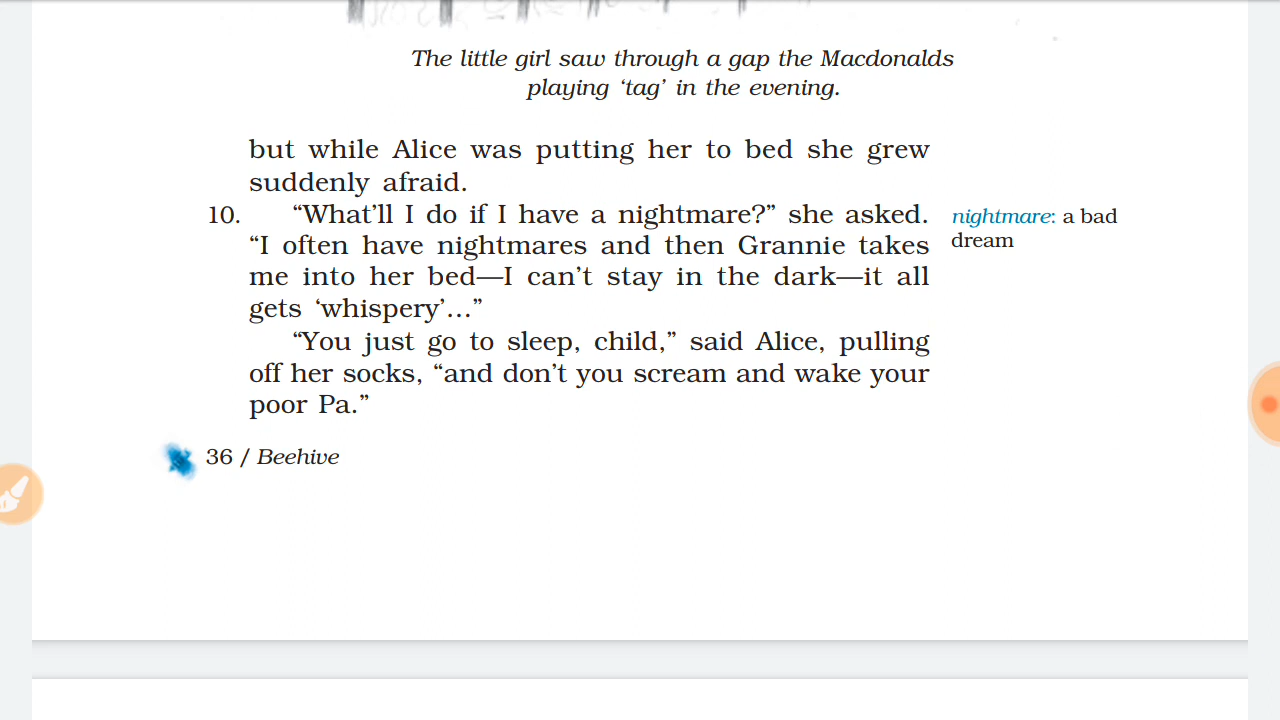 The little girl saw through a gap the Macdonalds
playing ‘tag’ in the evening.
but while Alice was putting her to bed she grew
suddenly afraid.
10. “What’ll I do if I have a nightmare?” she asked.
“I often have nightmares and then Grannie takes
me into her bed—I can’t stay in the dark—it all
gets ‘whispery’...”
“You just go to sleep, child,” said Alice, pulling
off her socks, “and don’t you scream and wake your
poor Pa.”
nightmare: a bad
dream
36 / Beehive